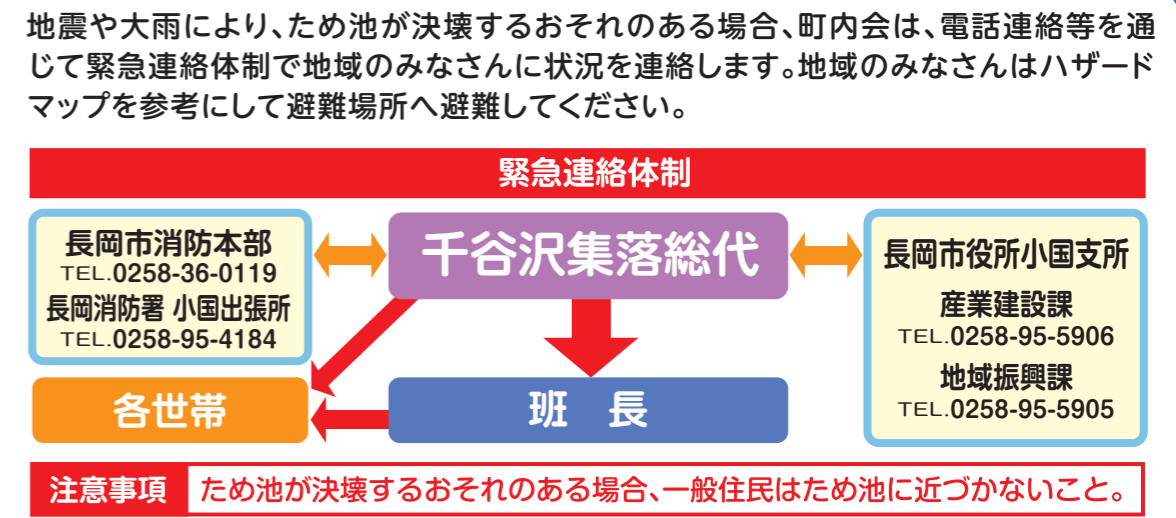 地震や大雨により、ため池が決壊するおそれのある場合、町内会は、電話連絡等を通
じて緊急連絡体制で地域のみなさんに状況を連絡します。地域のみなさんはハザード
マップを参考にして避難場所へ避難してください。
緊急連絡体制
長岡市消防本部
TEL.0258-36-0119
長岡消防署 小国出張所
TEL.0258-95-4184
千谷沢集落総代
長岡市役所小国支所
産業建設課
TEL.0258-95-5906
地域振興課
TEL.0258-95-5905
各世帯
班 長
注意事項 ため池が決壊するおそれのある場合、一般住民はため池に近づかないこと。